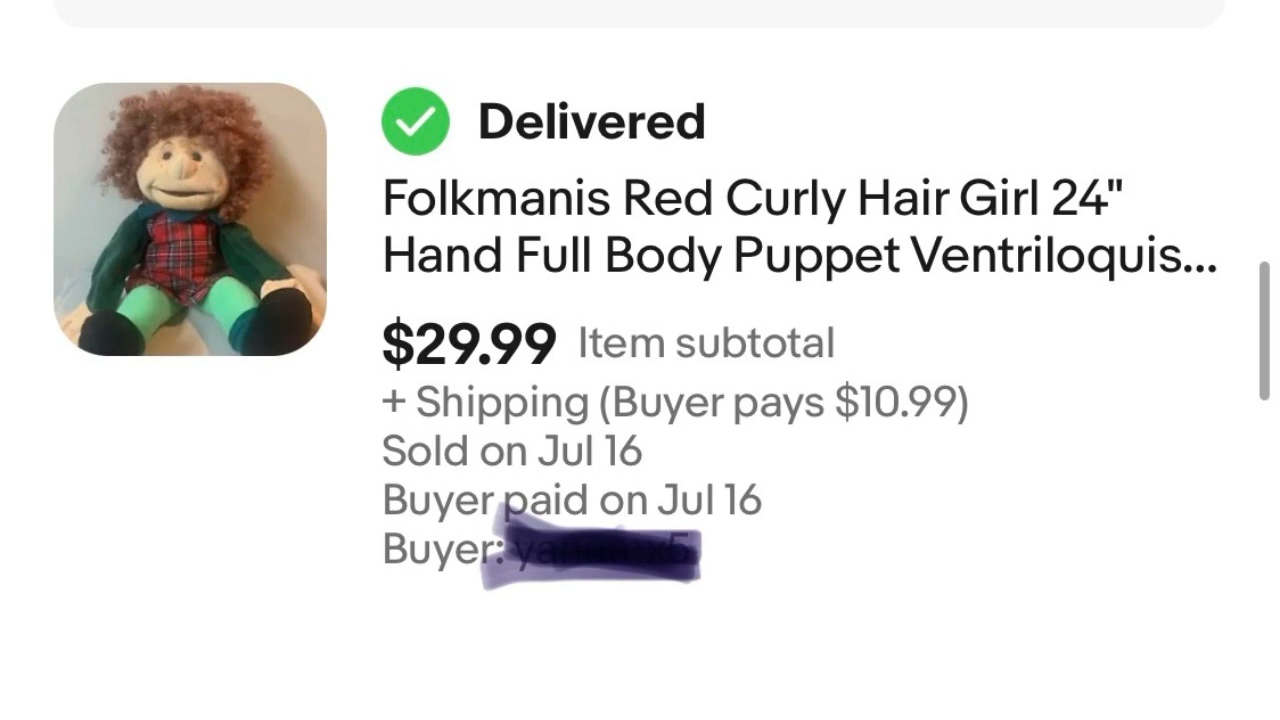 Delivered
Folkmanis Red Curly Hair Girl 24"
Hand Full Body Puppet Ventriloquis...
$29.99 Item subtotal
+ Shipping (Buyer pays $10.99)
Sold on Jul 16
Buyer paid on Jul 16
Buyer: